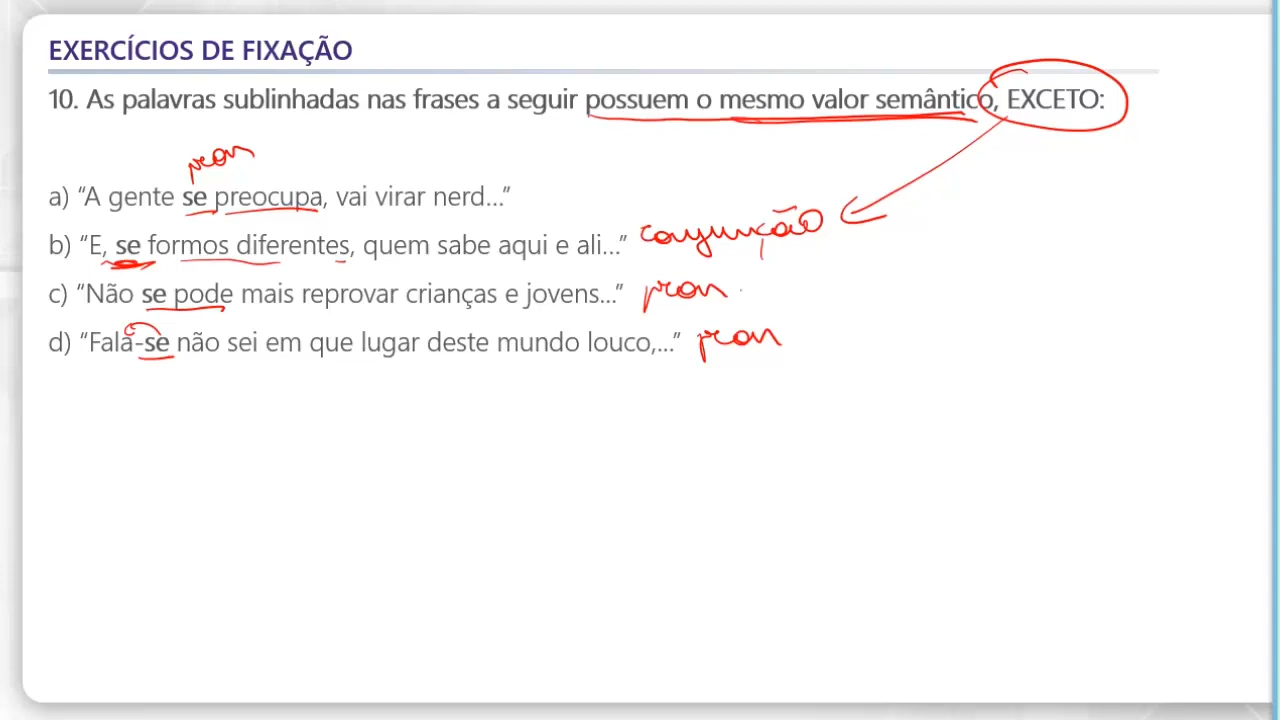 EXERCÍCIOS DE FIXAÇÃO
10. As palavras sublinhadas nas frases a seguir possuem o mesmo valor semântico, EXCETO:
pron
a) “A gente se preocupa, vai virar nerd...”
b) “E, se formos diferentes, quem sabe aqui e ali...” conjunção
c) “Não se pode mais reprovar crianças e jovens...” pron
d) “Fala-se não sei em que lugar deste mundo louco,...” pron